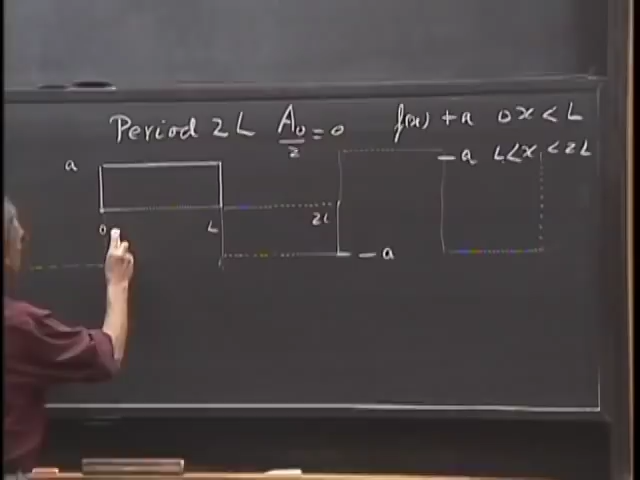 Period 2L A₀/2 = 0 f(x) + a 0 x < L
- a L < x < 2L
a
0 L 2L
- a